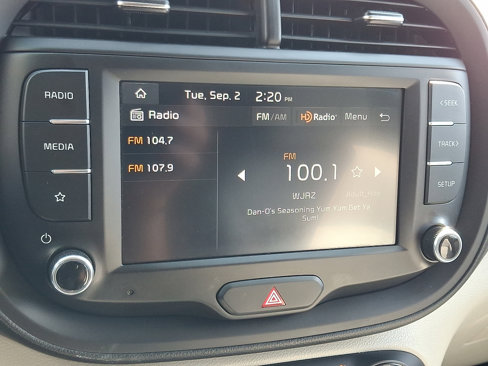 RADIO
MEDIA
Tue, Sep. 2 2:20 PM
Radio FM/AM HD Radio Menu
FM 104.7
FM 107.9
FM
100.1
WJRZ
Dan-O's Seasoning Yum Yum Get Ya
Sum!
< SEEK
TRACK >
SETUP